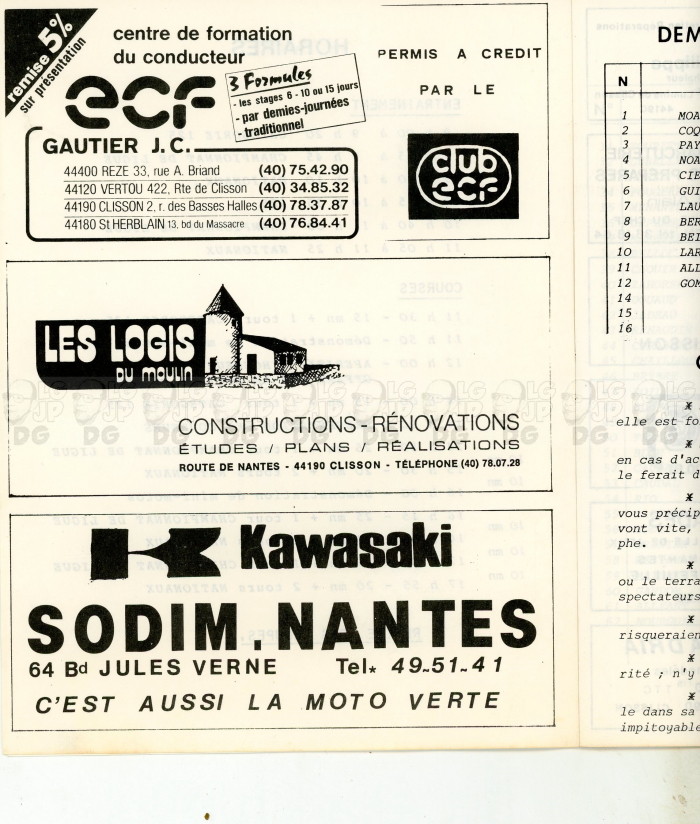 remise 5%
sur présentation
centre de formation
du conducteur
ecf
3 Formules
- les stages 6 - 10 ou 15 jours
- par demies-journées
- traditionnel
GAUTIER J. C.
44400 REZE 33, rue A. Briand (40) 75.42.90
44120 VERTOU 422, Rte de Clisson (40) 34.85.32
44190 CLISSON 2, r. des Basses Halles (40) 78.37.87
44180 St HERBLAIN 13, bd du Massacre (40) 76.84.41
PERMIS A CREDIT
PAR LE
club
ecf
LES LOGIS
DU MOULIN
CONSTRUCTIONS - RÉNOVATIONS
ÉTUDES / PLANS / RÉALISATIONS
ROUTE DE NANTES - 44190 CLISSON - TÉLÉPHONE (40) 78.07.28
Kawasaki
SODIM. NANTES
64 Bd JULES VERNE Tel* 49~51~41
C'EST AUSSI LA MOTO VERTE
DEM
N
1 MOA
2 COQ
3 PAY
4 NOB
5 CIE
6 GUI
7 LAU
8 BER
9 BEI
10 LAR
11 ALL
12 GOM
14
15
16
*
elle est fo
*
en cas d'ac
le ferait d
*
vous précip
vont vite,
phe.
*
ou le terra
spectateurs
*
risqueraien
*
rité ; n'y
*
le dans sa
impitoyable